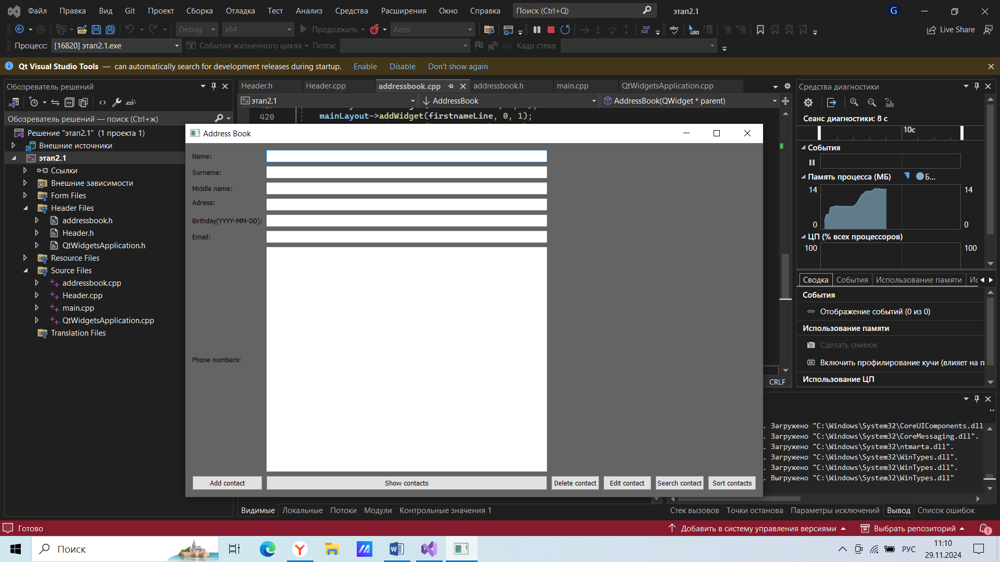 Файл Правка Вид Git Проект Сборка Отладка Тест Анализ Средства Расширения Окно Справка Поиск (Ctrl+Q) этап2.1 G
Debug x64 Продолжить Авто Live Share
Процесс: [16820] этап2.1.exe События жизненного цикла Поток: Кадр стека:
Qt Visual Studio Tools — can automatically search for development releases during startup. Enable Disable Don't show again
Обозреватель решений
Обозреватель решений — поиск (Ctrl+ж)
Решение "этап2.1" (1 проекта 1)
Внешние источники
этап2.1
Ссылки
Внешние зависимости
Form Files
Header Files
addressbook.h
Header.h
QtWidgetsApplication.h
Resource Files
Source Files
addressbook.cpp
Header.cpp
main.cpp
QtWidgetsApplication.cpp
Translation Files
Header.h Header.cpp addressbook.cpp addressbook.h main.cpp QtWidgetsApplication.cpp
этап2.1 AddressBook AddressBook(QWidget * parent)
420 mainLayout->addWidget(firstnameLine, 0, 1);
Address Book
Name:
Surname:
Middle name:
Adress:
Birthday(YYYY-MM-DD):
Email:
Phone numbers:
Add contact Show contacts Delete contact Edit contact Search contact Sort contacts
CRLF
Видимые Локальные Потоки Модули Контрольные значения 1
Средства диагностики
Сеанс диагностики: 8 с
10с
События
Память процесса (МБ) Б...
14 14
0 0
ЦП (% всех процессоров)
100 100
Сводка События Использование памяти Ис
События
Отображение событий (0 из 0)
Использование памяти
Сделать снимок
Включить профилирование кучи (влияет на п
Использование ЦП
. Загружено "C:\Windows\System32\CoreUIComponents.dll
. Загружено "C:\Windows\System32\CoreMessaging.dll".
. Загружено "C:\Windows\System32\ntmarta.dll".
. Загружено "C:\Windows\System32\WinTypes.dll".
. Загружено "C:\Windows\System32\WinTypes.dll".
. Выгружено "C:\Windows\System32\WinTypes.dll"
Стек вызовов Точки останова Параметры исключений Вывод Список ошибок
Готово Добавить в систему управления версиями Выбрать репозиторий 1
Поиск РУС 11:10
29.11.2024